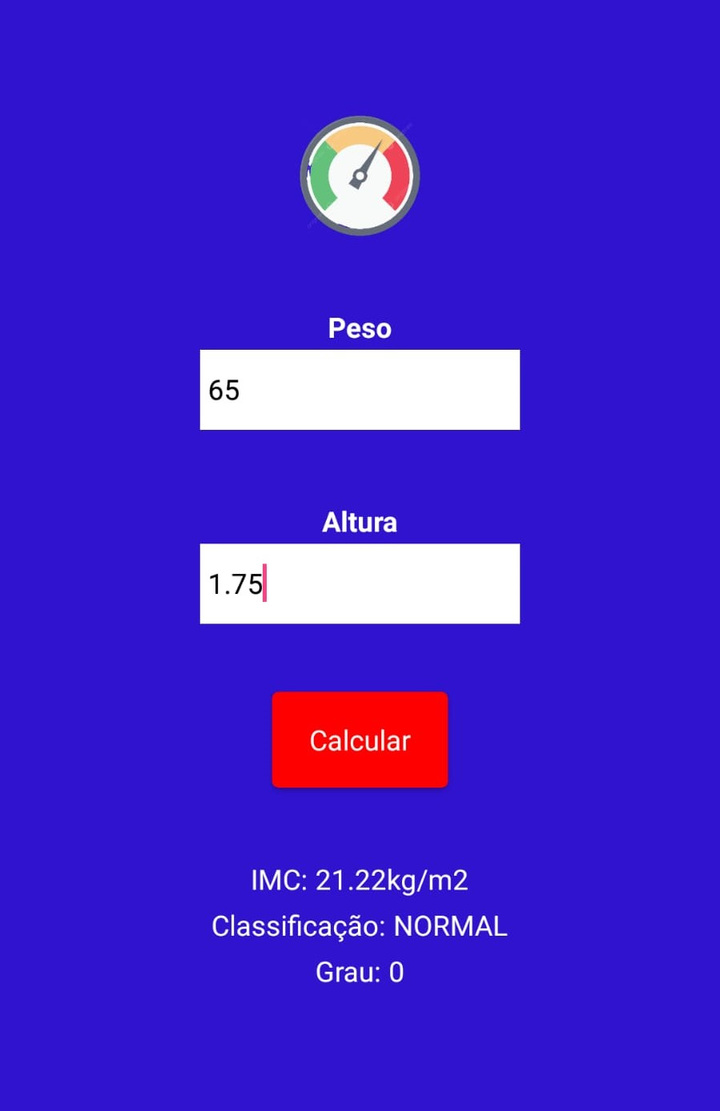 Peso
65
Altura
1.75
Calcular
IMC: 21.22kg/m2
Classificação: NORMAL
Grau: 0